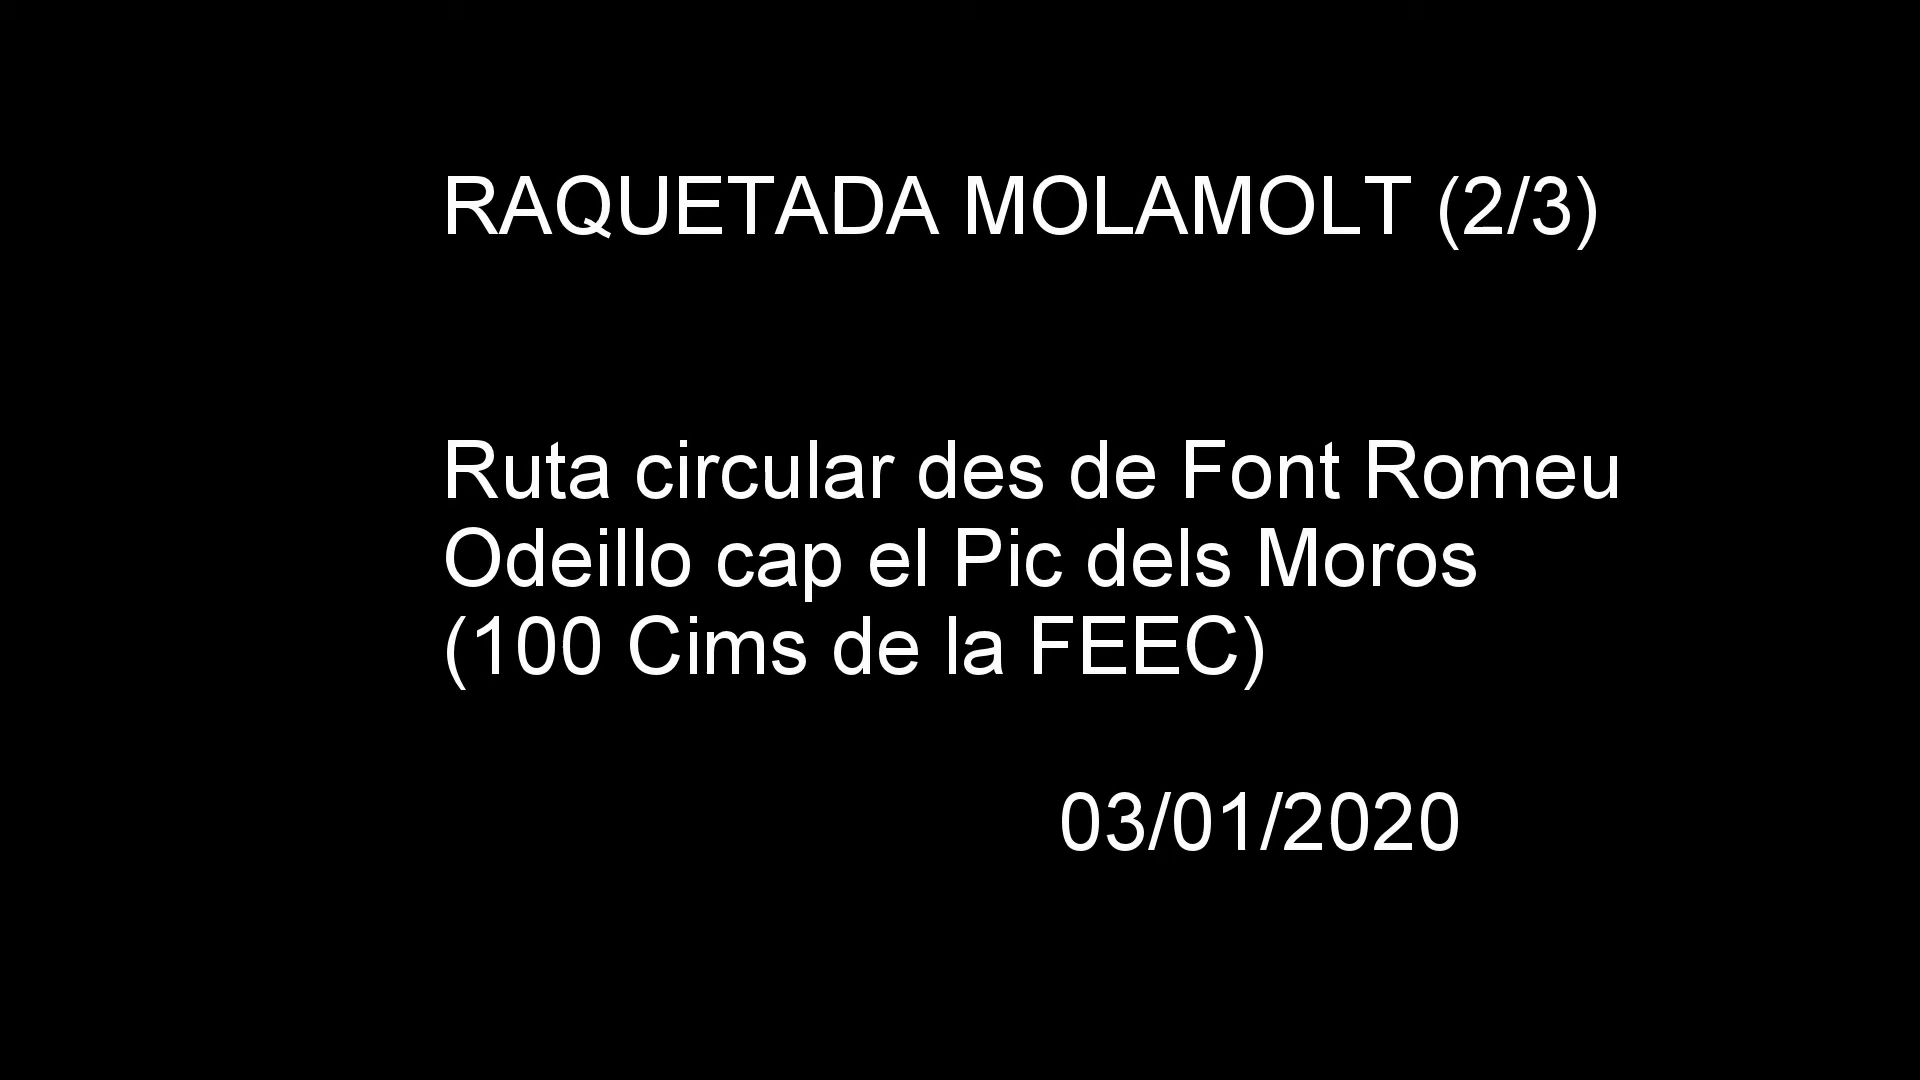 RAQUETADA MOLAMOLT (2/3)
Ruta circular des de Font Romeu
Odeillo cap el Pic dels Moros
(100 Cims de la FEEC)
03/01/2020